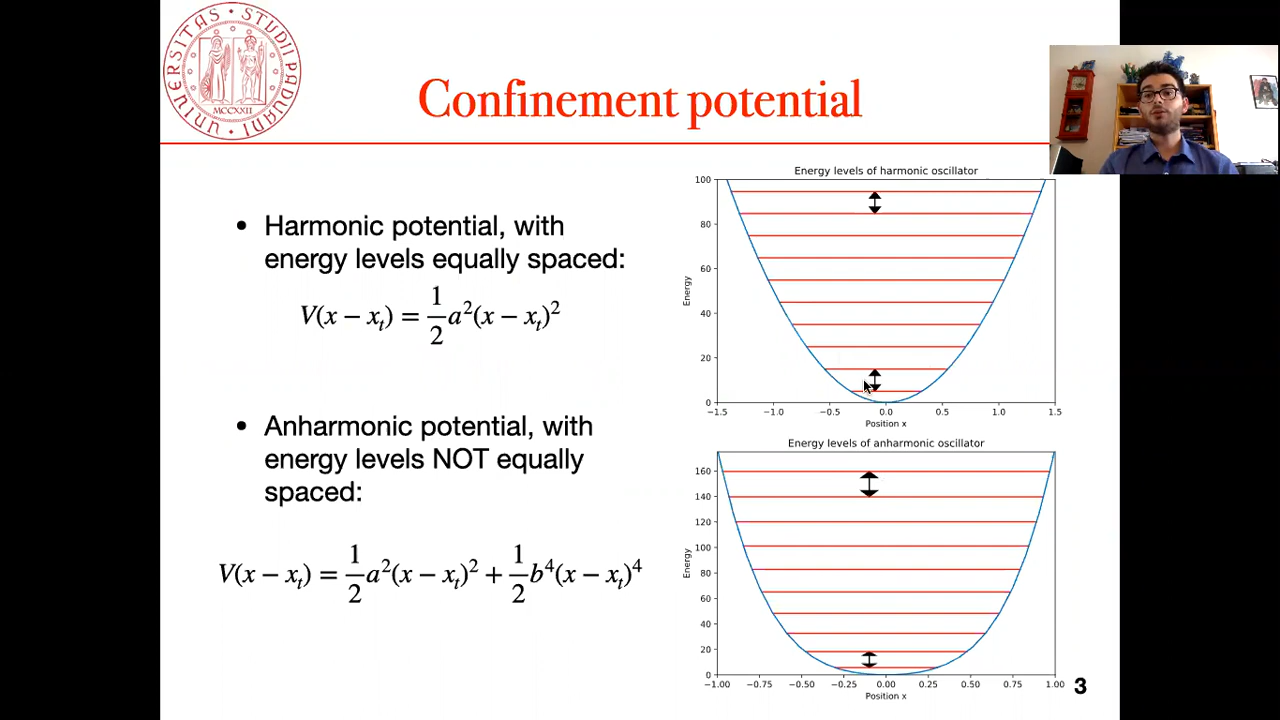 UNIVERSITAS STUDII PADUANI
MCCXXII
Confinement potential
• Harmonic potential, with
energy levels equally spaced:
V(x − xₜ) = 1/2 a²(x − xₜ)²
• Anharmonic potential, with
energy levels NOT equally
spaced:
V(x − xₜ) = 1/2 a²(x − xₜ)² + 1/2 b⁴(x − xₜ)⁴
Energy levels of harmonic oscillator
100
80
60
40
20
0
Energy
−1.5 −1.0 −0.5 0.0 0.5 1.0 1.5
Position x
Energy levels of anharmonic oscillator
160
140
120
100
80
60
40
20
0
Energy
−1.00 −0.75 −0.50 −0.25 0.00 0.25 0.50 0.75 1.00
Position x
3